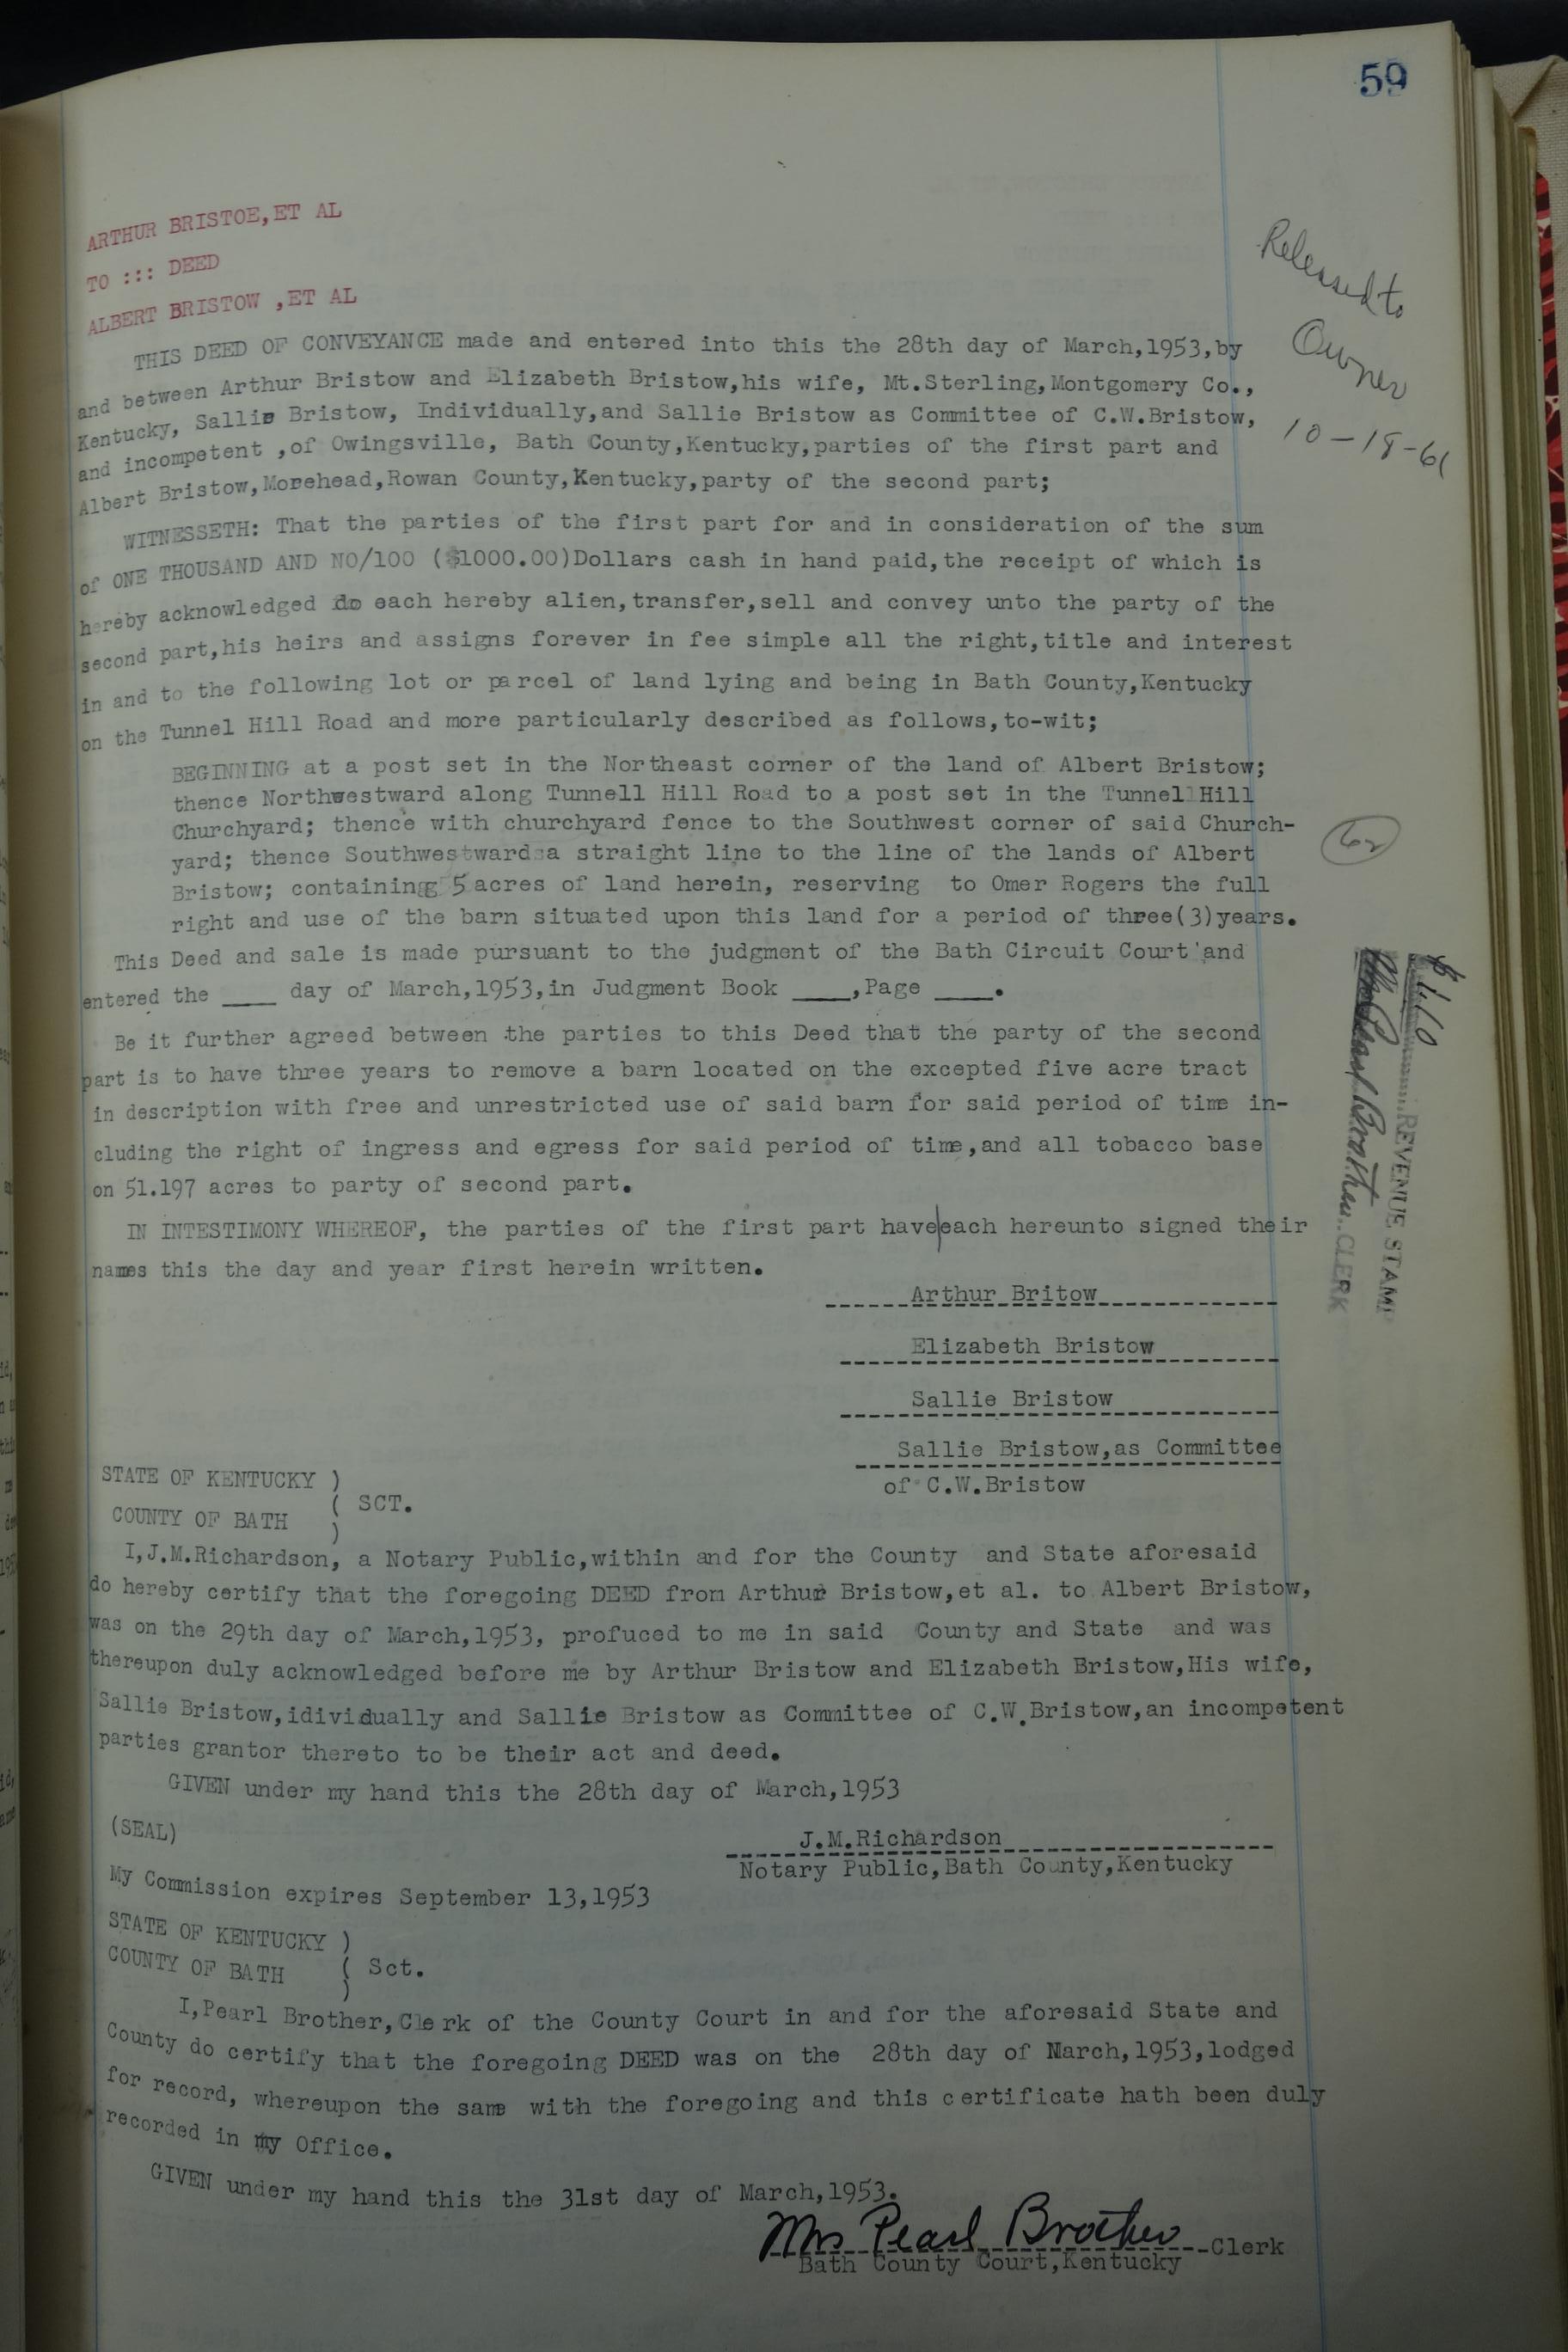 59
ARTHUR BRISTOE,ET AL
TO ::: DEED
ALBERT BRISTOW ,ET AL
THIS DEED OF CONVEYANCE made and entered into this the 28th day of March,1953,by
and between Arthur Bristow and Elizabeth Bristow,his wife, Mt.Sterling,Montgomery Co.,
Kentucky, Sallie Bristow, Individually,and Sallie Bristow as Committee of C.W.Bristow,
and incompetent ,of Owingsville, Bath County,Kentucky,parties of the first part and
Albert Bristow,Morehead,Rowan County,Kentucky,party of the second part;
WITNESSETH: That the parties of the first part for and in consideration of the sum
of ONE THOUSAND AND NO/100 ($1000.00)Dollars cash in hand paid,the receipt of which is
hereby acknowledged do each hereby alien,transfer,sell and convey unto the party of the
second part,his heirs and assigns forever in fee simple all the right,title and interest
in and to the following lot or parcel of land lying and being in Bath County,Kentucky
on the Tunnel Hill Road and more particularly described as follows,to-wit;
BEGINNING at a post set in the Northeast corner of the land of Albert Bristow;
thence Northwestward along Tunnell Hill Road to a post set in the Tunnel Hill
Churchyard; thence with churchyard fence to the Southwest corner of said Church-
yard; thence Southwestward a straight line to the line of the lands of Albert
Bristow; containing 5 acres of land herein, reserving to Omer Rogers the full
right and use of the barn situated upon this land for a period of three(3)years.
This Deed and sale is made pursuant to the judgment of the Bath Circuit Court and
entered the ____ day of March,1953,in Judgment Book ____,Page ____.
Be it further agreed between the parties to this Deed that the party of the second
part is to have three years to remove a barn located on the excepted five acre tract
in description with free and unrestricted use of said barn for said period of time in-
cluding the right of ingress and egress for said period of time,and all tobacco base
on 51.197 acres to party of second part.
IN INTESTIMONY WHEREOF, the parties of the first part have each hereunto signed their
names this the day and year first herein written.
Arthur Britow
Elizabeth Bristow
Sallie Bristow
Sallie Bristow,as Committee
of C.W.Bristow
STATE OF KENTUCKY )
( SCT.
COUNTY OF BATH )
I,J.M.Richardson, a Notary Public,within and for the County and State aforesaid
do hereby certify that the foregoing DEED from Arthur Bristow,et al. to Albert Bristow,
was on the 29th day of March,1953, profuced to me in said County and State and was
thereupon duly acknowledged before me by Arthur Bristow and Elizabeth Bristow,His wife,
Sallie Bristow,idividually and Sallie Bristow as Committee of C.W.Bristow,an incompetent
parties grantor thereto to be their act and deed.
GIVEN under my hand this the 28th day of March,1953
(SEAL)
J.M.Richardson
Notary Public,Bath County,Kentucky
My Commission expires September 13,1953
STATE OF KENTUCKY )
( Sct.
COUNTY OF BATH )
I,Pearl Brother,Clerk of the County Court in and for the aforesaid State and
County do certify that the foregoing DEED was on the 28th day of March,1953,lodged
for record, whereupon the same with the foregoing and this certificate hath been duly
recorded in my Office.
GIVEN under my hand this the 31st day of March,1953.
Mrs Pearl Brother Clerk
Bath County Court,Kentucky
Released to
Owner
10-18-61
62
$1.10
REVENUE STAMP
Mrs Pearl Brother CLERK